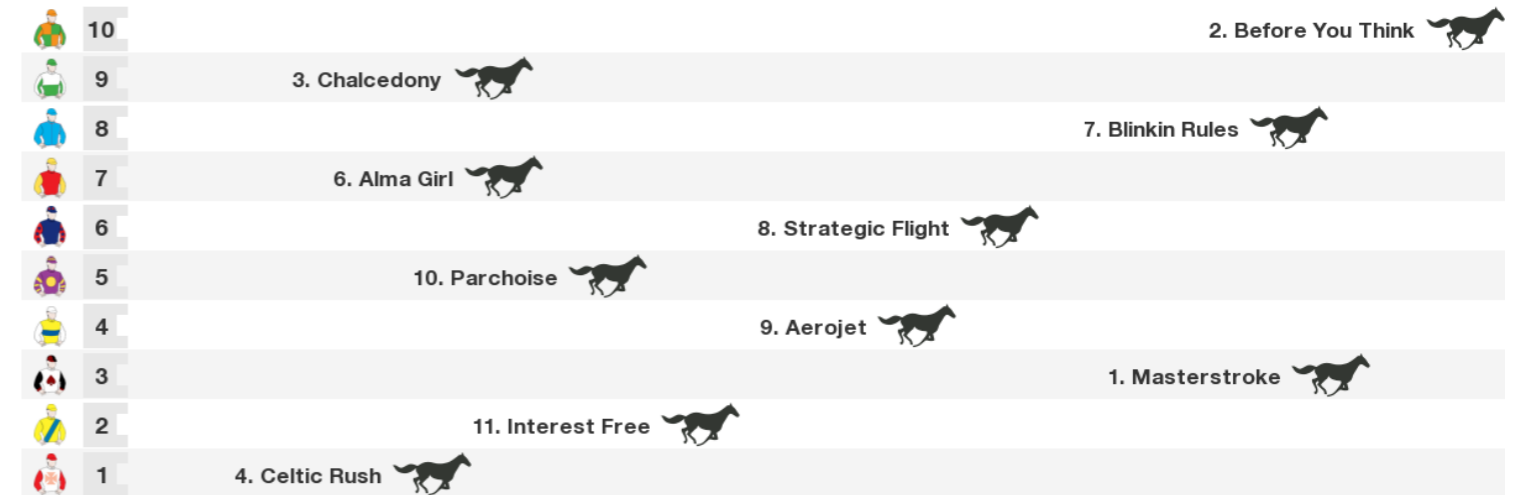 10 2. Before You Think
9 3. Chalcedony
8 7. Blinkin Rules
7 6. Alma Girl
6 8. Strategic Flight
5 10. Parchoise
4 9. Aerojet
3 1. Masterstroke
2 11. Interest Free
1 4. Celtic Rush